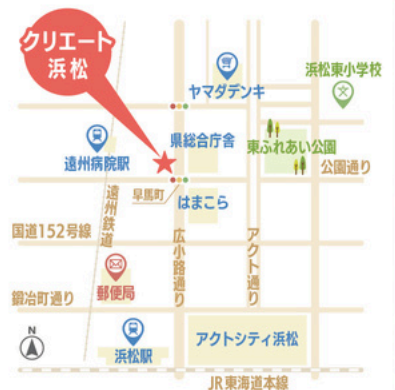 クリエート
浜松
ヤマダデンキ
浜松東小学校
文
県総合庁舎
東ふれあい公園
遠州病院駅
公園通り
早馬町
はまこら
遠州鉄道
国道152号線
広小路通り
アクト通り
郵便局
鍛冶町通り
N
浜松駅
アクトシティ浜松
JR東海道本線